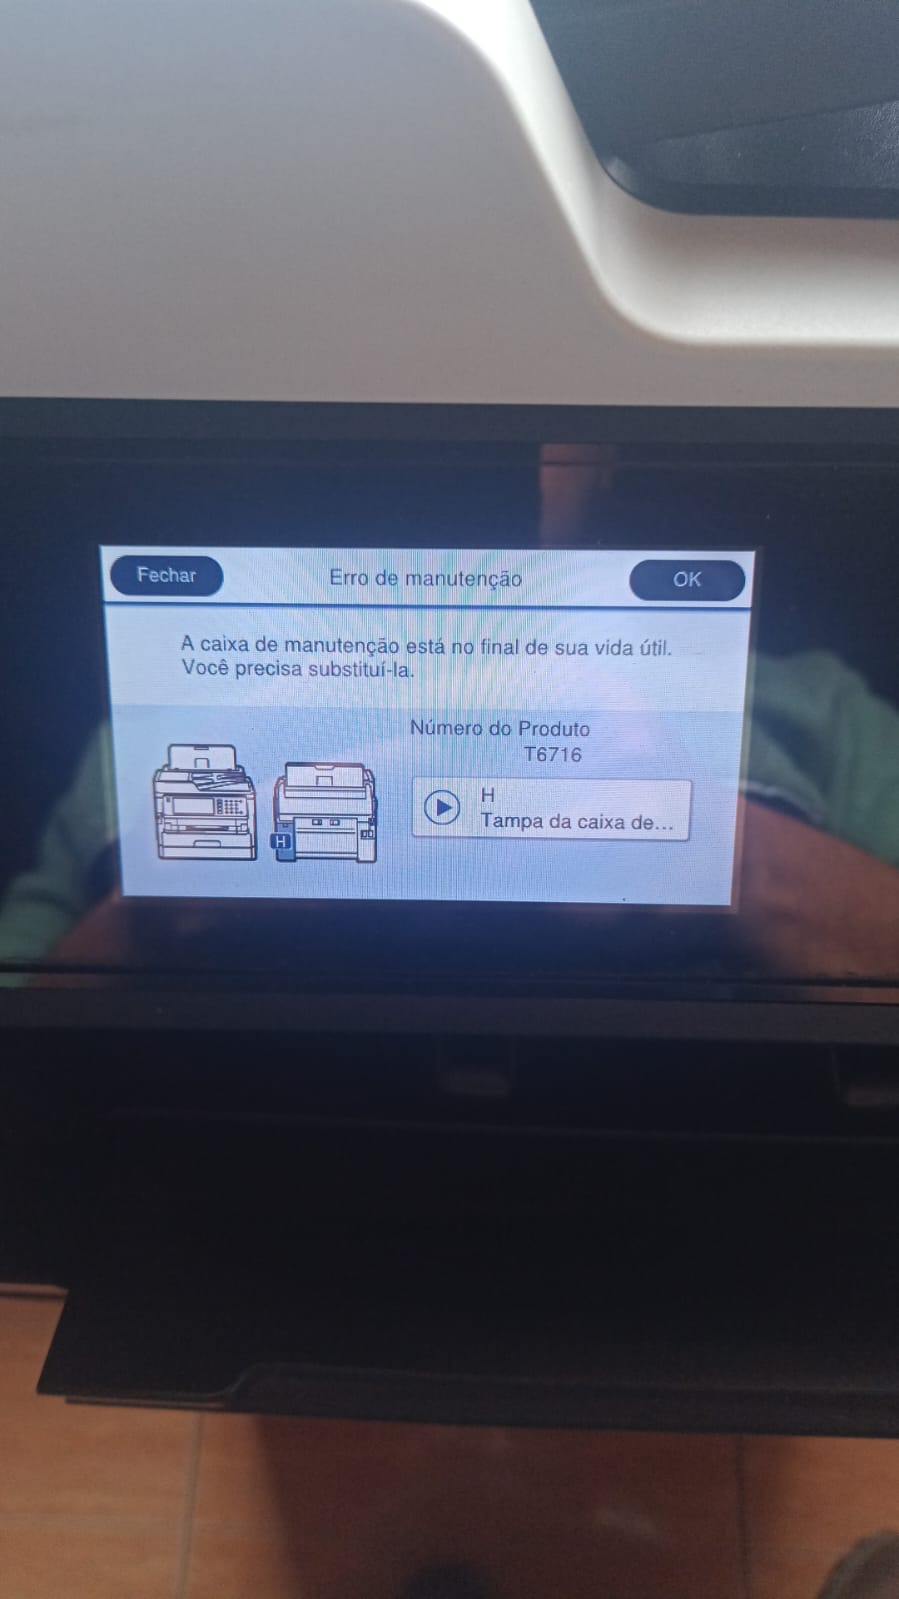 Fechar
Erro de manutenção
OK
A caixa de manutenção está no final de sua vida útil.
Você precisa substituí-la.
Número do Produto
T6716
H
Tampa da caixa de...
H